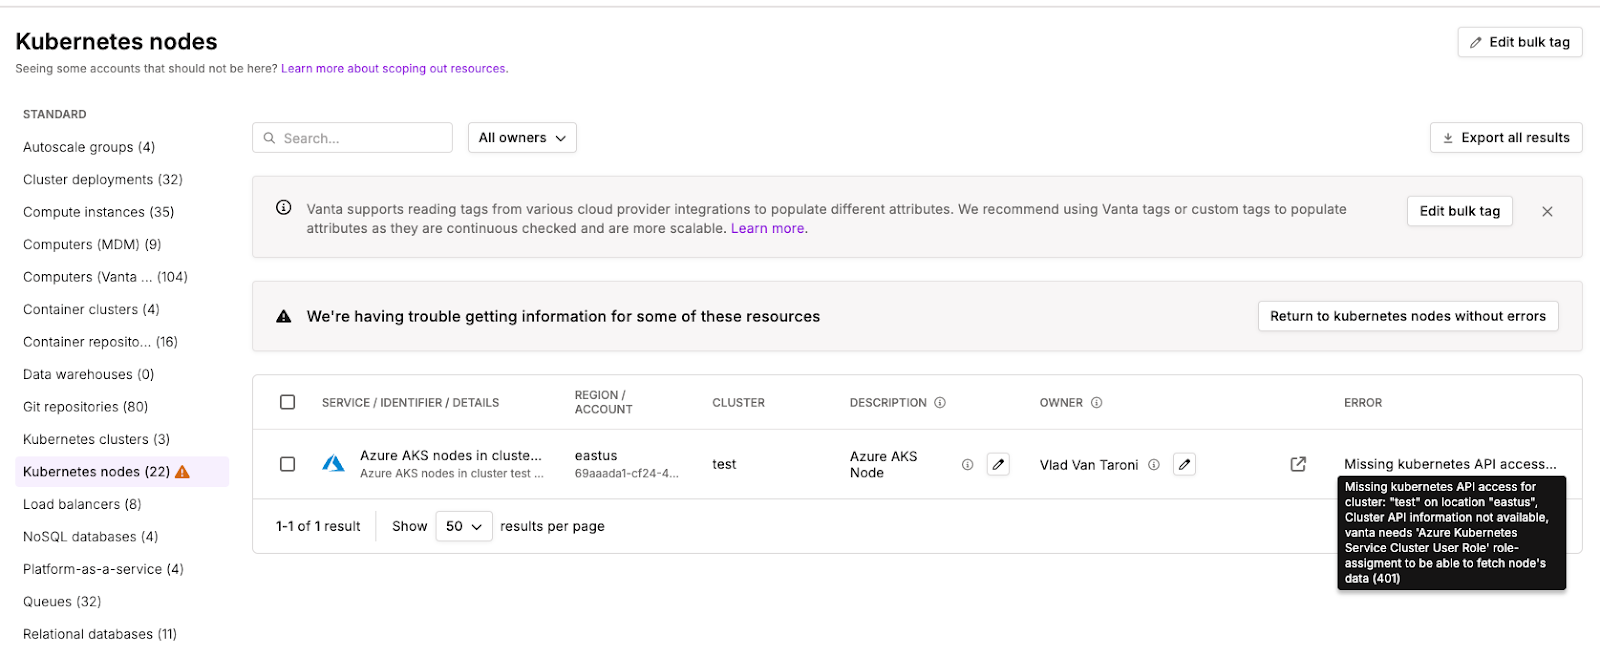 Kubernetes nodes
Edit bulk tag
Seeing some accounts that should not be here? Learn more about scoping out resources.
STANDARD
Autoscale groups (4)
Cluster deployments (32)
Compute instances (35)
Computers (MDM) (9)
Computers (Vanta ... (104)
Container clusters (4)
Container reposito... (16)
Data warehouses (0)
Git repositories (80)
Kubernetes clusters (3)
Kubernetes nodes (22)
Load balancers (8)
NoSQL databases (4)
Platform-as-a-service (4)
Queues (32)
Relational databases (11)
Search...
All owners
Export all results
Vanta supports reading tags from various cloud provider integrations to populate different attributes. We recommend using Vanta tags or custom tags to populate
attributes as they are continuous checked and are more scalable. Learn more.
Edit bulk tag
We're having trouble getting information for some of these resources
Return to kubernetes nodes without errors
SERVICE / IDENTIFIER / DETAILS
REGION /
ACCOUNT
CLUSTER
DESCRIPTION
OWNER
ERROR
Azure AKS nodes in cluste...
Azure AKS nodes in cluster test ...
eastus
69aaada1-cf24-4...
test
Azure AKS
Node
Vlad Van Taroni
Missing kubernetes API access...
Missing kubernetes API access for
cluster: "test" on location "eastus",
Cluster API information not available,
vanta needs 'Azure Kubernetes
Service Cluster User Role' role-
assigment to be able to fetch node's
data (401)
1-1 of 1 result
Show
50
results per page